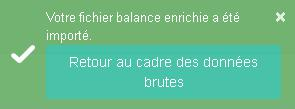 Votre fichier balance enrichie a été
importé.
Retour au cadre des données
brutes